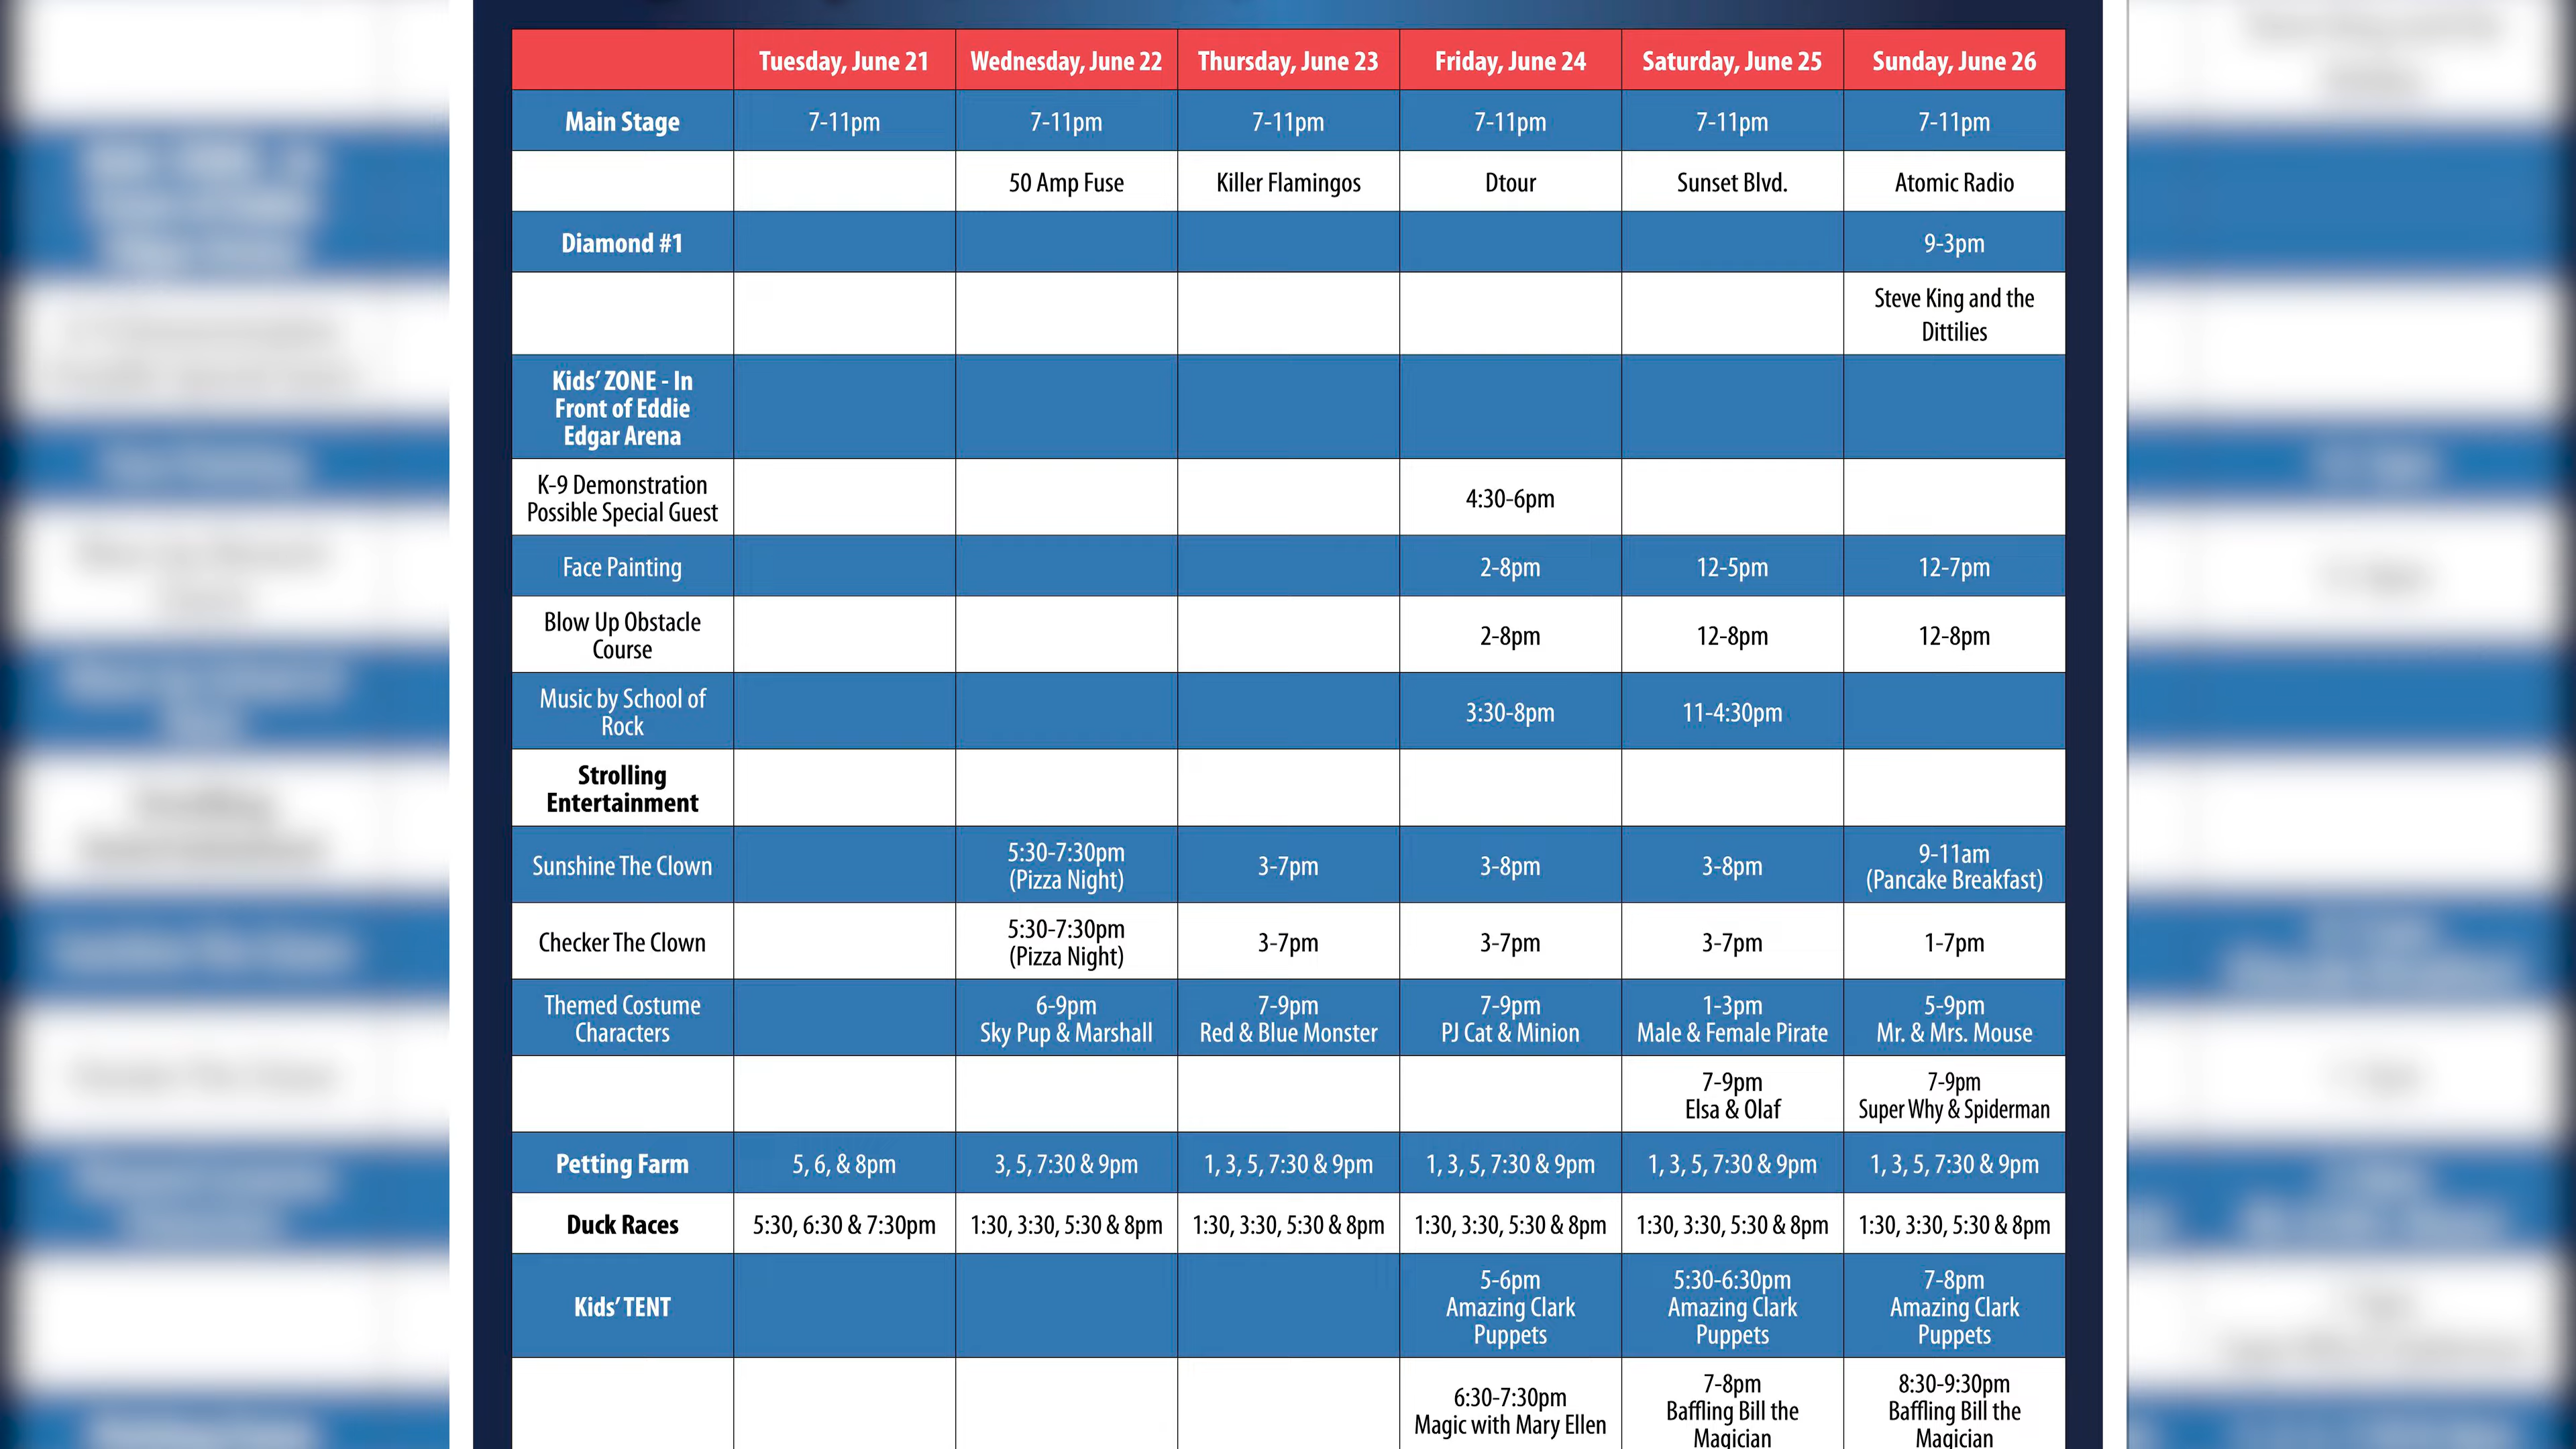 Tuesday, June 21 Wednesday, June 22 Thursday, June 23 Friday, June 24 Saturday, June 25 Sunday, June 26
Main Stage 7-11pm 7-11pm 7-11pm 7-11pm 7-11pm 7-11pm
50 Amp Fuse Killer Flamingos Dtour Sunset Blvd. Atomic Radio
Diamond #1 9-3pm
Steve King and the
Dittilies
Kids' ZONE - In
Front of Eddie
Edgar Arena
K-9 Demonstration
Possible Special Guest
4:30-6pm
Face Painting 2-8pm 12-5pm 12-7pm
Blow Up Obstacle
Course
2-8pm 12-8pm 12-8pm
Music by School of
Rock
3:30-8pm 11-4:30pm
Strolling
Entertainment
Sunshine The Clown
5:30-7:30pm
(Pizza Night)
3-7pm 3-8pm 3-8pm
9-11am
(Pancake Breakfast)
Checker The Clown
5:30-7:30pm
(Pizza Night)
3-7pm 3-7pm 3-7pm 1-7pm
Themed Costume
Characters
6-9pm
Sky Pup & Marshall
7-9pm
Red & Blue Monster
7-9pm
PJ Cat & Minion
1-3pm
Male & Female Pirate
5-9pm
Mr. & Mrs. Mouse
7-9pm
Elsa & Olaf
7-9pm
Super Why & Spiderman
Petting Farm 5, 6, & 8pm 3, 5, 7:30 & 9pm 1, 3, 5, 7:30 & 9pm 1, 3, 5, 7:30 & 9pm 1, 3, 5, 7:30 & 9pm 1, 3, 5, 7:30 & 9pm
Duck Races 5:30, 6:30 & 7:30pm 1:30, 3:30, 5:30 & 8pm 1:30, 3:30, 5:30 & 8pm 1:30, 3:30, 5:30 & 8pm 1:30, 3:30, 5:30 & 8pm 1:30, 3:30, 5:30 & 8pm
Kids' TENT
5-6pm
Amazing Clark
Puppets
5:30-6:30pm
Amazing Clark
Puppets
7-8pm
Amazing Clark
Puppets
6:30-7:30pm
Magic with Mary Ellen
7-8pm
Baffling Bill the
Magician
8:30-9:30pm
Baffling Bill the
Magician